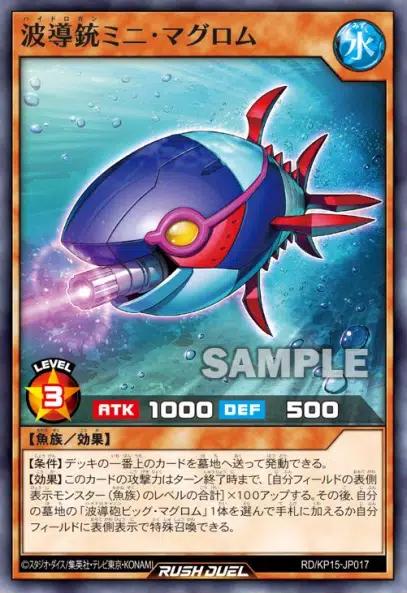 ハイドロガン
波導銃ミニ・マグロム
みず
水
SAMPLE
LEVEL
3
ATK 1000 DEF 500
【魚族／効果】
【条件】デッキの一番上のカードを墓地へ送って発動できる。
【効果】このカードの攻撃力はターン終了時まで、［自分フィールドの表側
表示モンスター（魚族）のレベルの合計］×100アップする。その後、自分
の墓地の「波導砲ビッグ・マグロム」1体を選んで手札に加えるか自分
フィールドに表側表示で特殊召喚できる。
©スタジオ・ダイス/集英社・テレビ東京・KONAMI
RUSH DUEL
RD/KP15-JP017